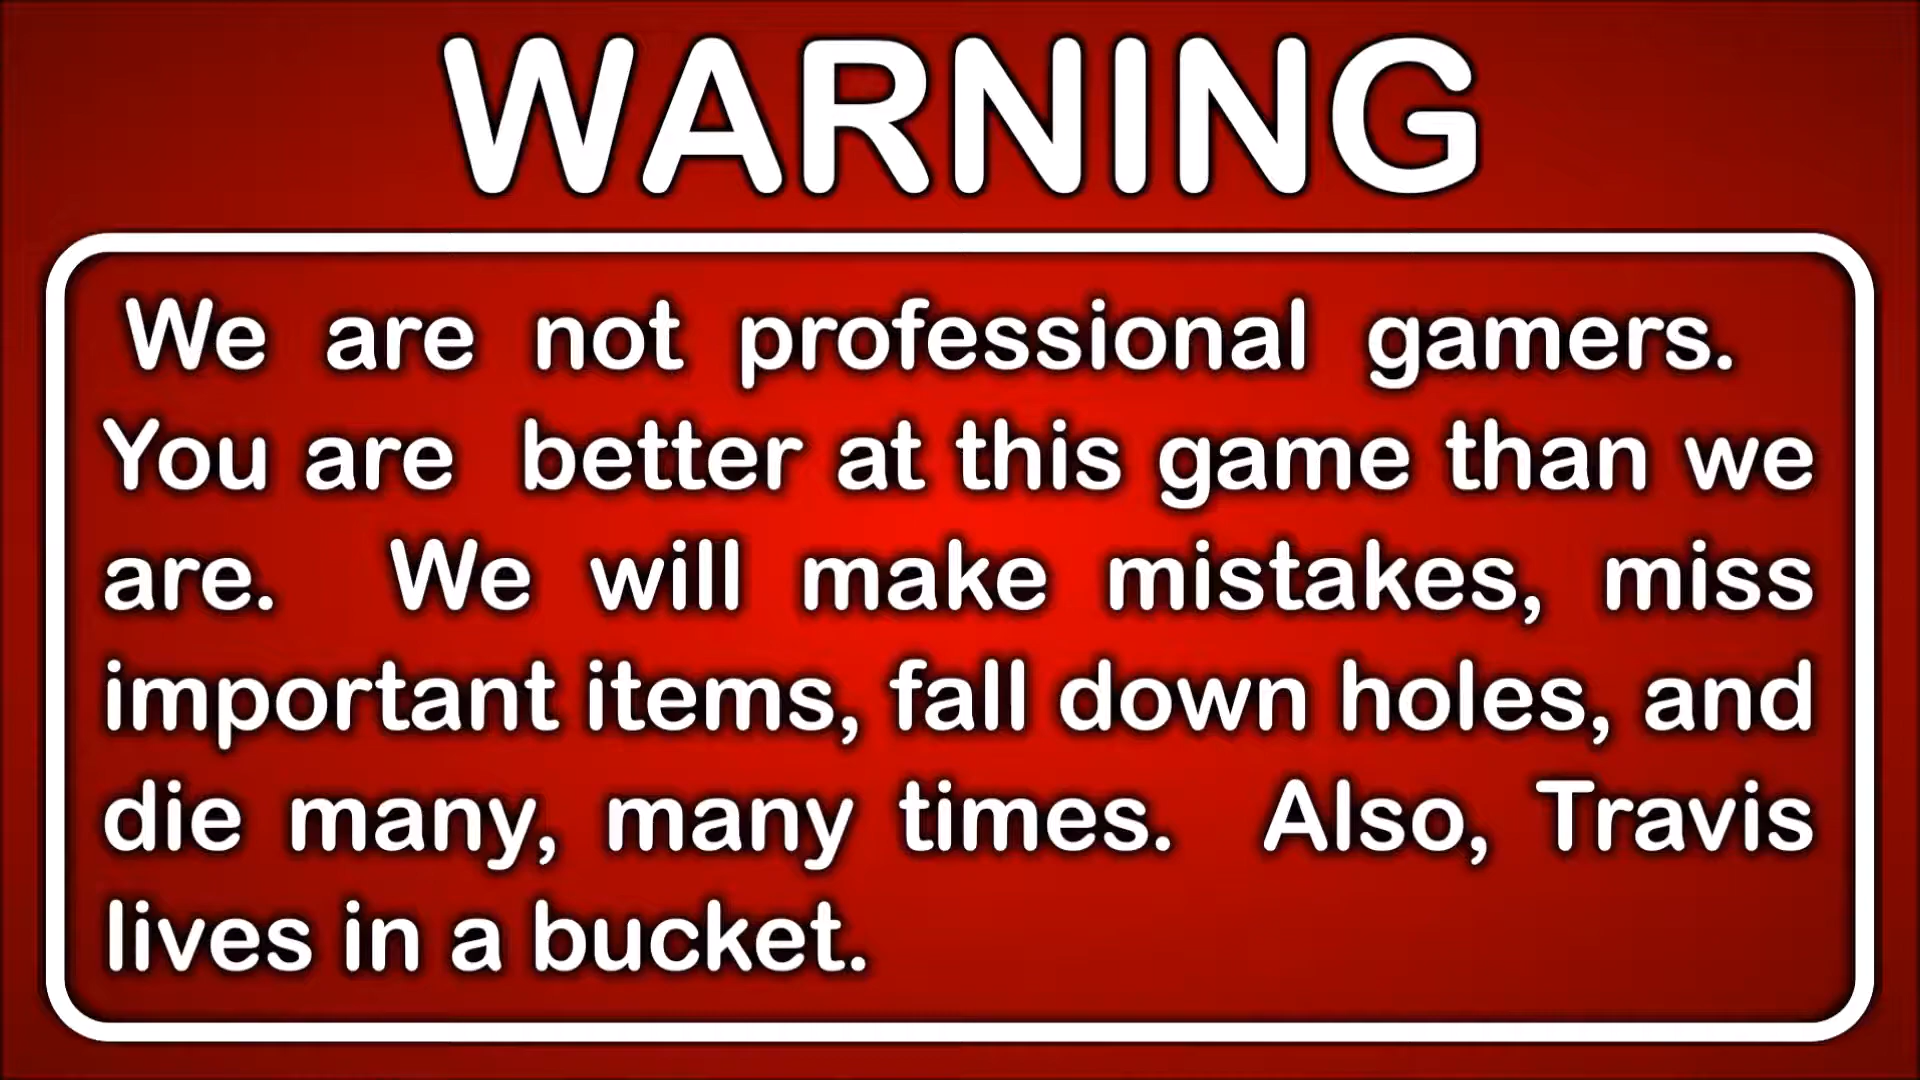 WARNING
We are not professional gamers.
You are better at this game than we
are. We will make mistakes, miss
important items, fall down holes, and
die many, many times. Also, Travis
lives in a bucket.